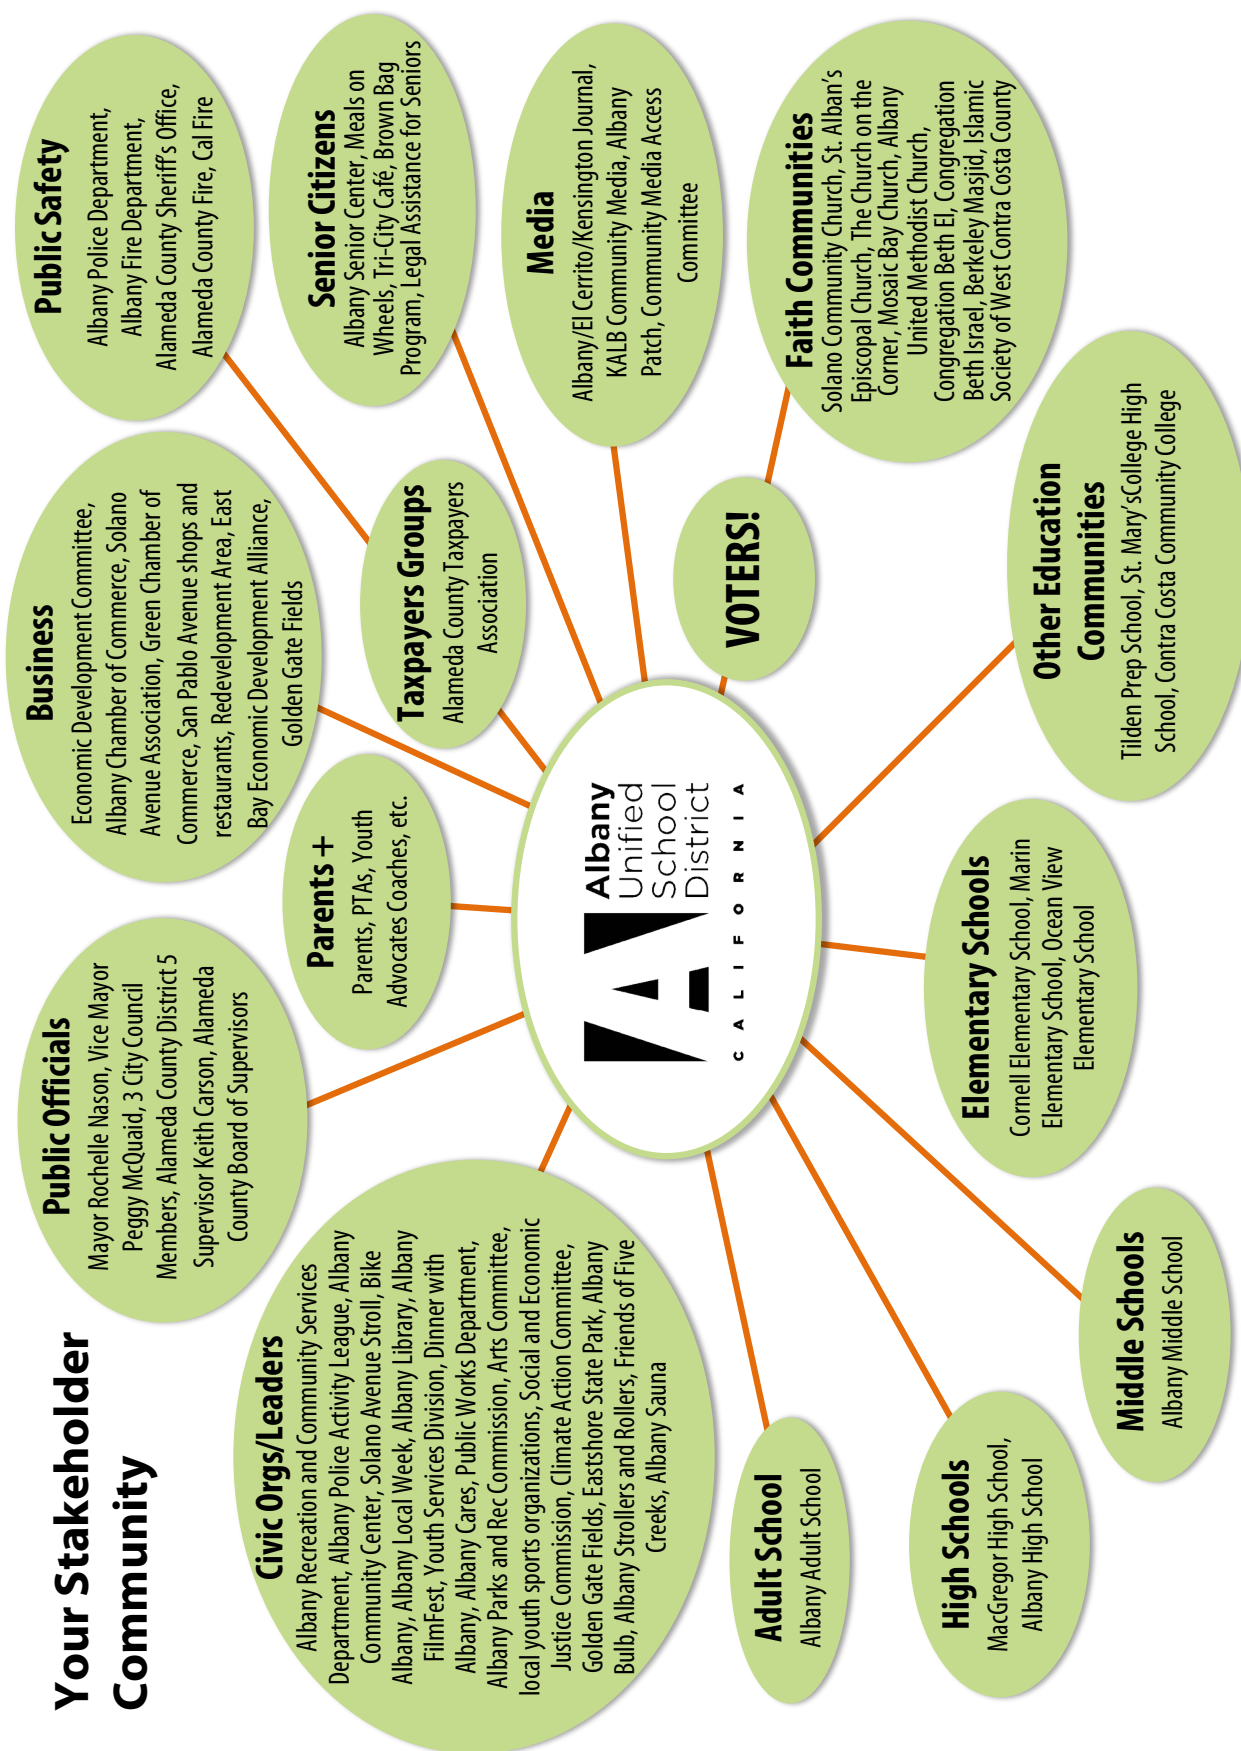 Your Stakeholder
Community
Public Officials
Mayor Rochelle Nason, Vice Mayor
Peggy McQuaid, 3 City Council
Members, Alameda County District 5
Supervisor Keith Carson, Alameda
County Board of Supervisors
Business
Economic Development Committee,
Albany Chamber of Commerce, Solano
Avenue Association, Green Chamber of
Commerce, San Pablo Avenue shops and
restaurants, Redevelopment Area, East
Bay Economic Development Alliance,
Golden Gate Fields
Public Safety
Albany Police Department,
Albany Fire Department,
Alameda County Sheriff's Office,
Alameda County Fire, Cal Fire
Civic Orgs/Leaders
Albany Recreation and Community Services
Department, Albany Police Activity League, Albany
Community Center, Solano Avenue Stroll, Bike
Albany, Albany Local Week, Albany Library, Albany
FilmFest, Youth Services Division, Dinner with
Albany, Albany Cares, Public Works Department,
Albany Parks and Rec Commission, Arts Committee,
local youth sports organizations, Social and Economic
Justice Commission, Climate Action Committee,
Golden Gate Fields, Eastshore State Park, Albany
Bulb, Albany Strollers and Rollers, Friends of Five
Creeks, Albany Sauna
Parents +
Parents, PTAs, Youth
Advocates Coaches, etc.
Taxpayers Groups
Alameda County Taxpayers
Association
Senior Citizens
Albany Senior Center, Meals on
Wheels, Tri-City Café, Brown Bag
Program, Legal Assistance for Seniors
Media
Albany/El Cerrito/Kensington Journal,
KALB Community Media, Albany
Patch, Community Media Access
Committee
A
Albany
Unified
School
District
CALIFORNIA
VOTERS!
Faith Communities
Solano Community Church, St. Alban's
Episcopal Church, The Church on the
Corner, Mosaic Bay Church, Albany
United Methodist Church,
Congregation Beth El, Congregation
Beth Israel, Berkeley Masjid, Islamic
Society of West Contra Costa County
Adult School
Albany Adult School
High Schools
MacGregor High School,
Albany High School
Middle Schools
Albany Middle School
Elementary Schools
Cornell Elementary School, Marin
Elementary School, Ocean View
Elementary School
Other Education
Communities
Tilden Prep School, St. Mary'sCollege High
School, Contra Costa Community College